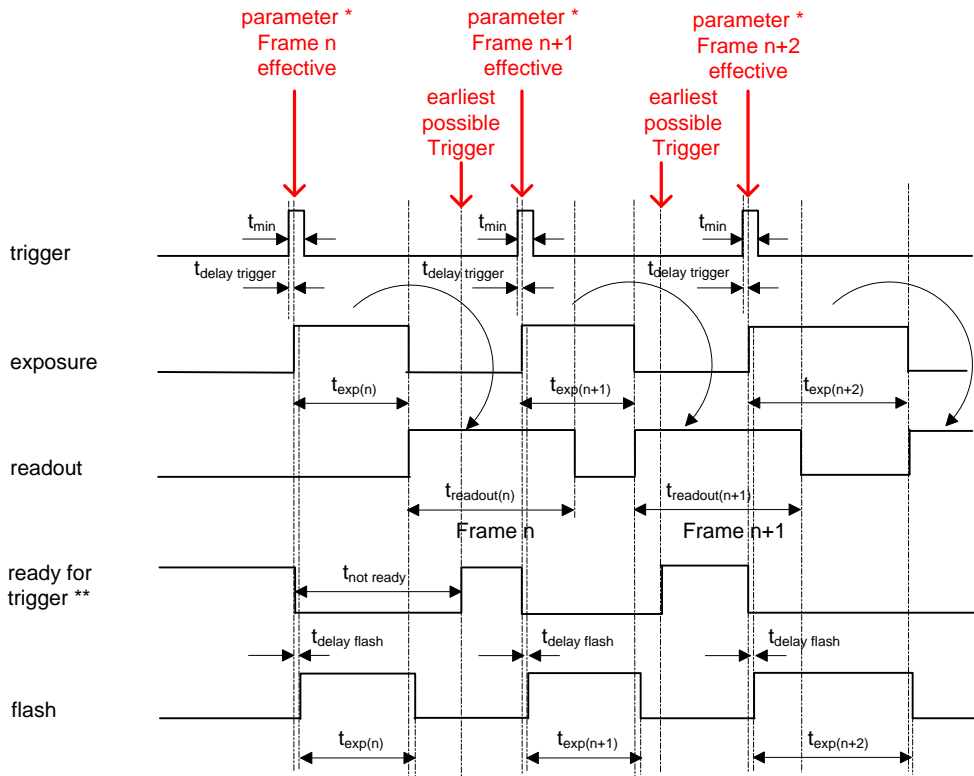 parameter *
Frame n
effective
parameter *
Frame n+1
effective
parameter *
Frame n+2
effective
earliest
possible
Trigger
earliest
possible
Trigger
trigger
tmin
tmin
tmin
tdelay trigger
tdelay trigger
tdelay trigger
exposure
texp(n)
texp(n+1)
texp(n+2)
readout
treadout(n)
treadout(n+1)
Frame n
Frame n+1
ready for
trigger **
tnot ready
tdelay flash
tdelay flash
tdelay flash
flash
texp(n)
texp(n+1)
texp(n+2)